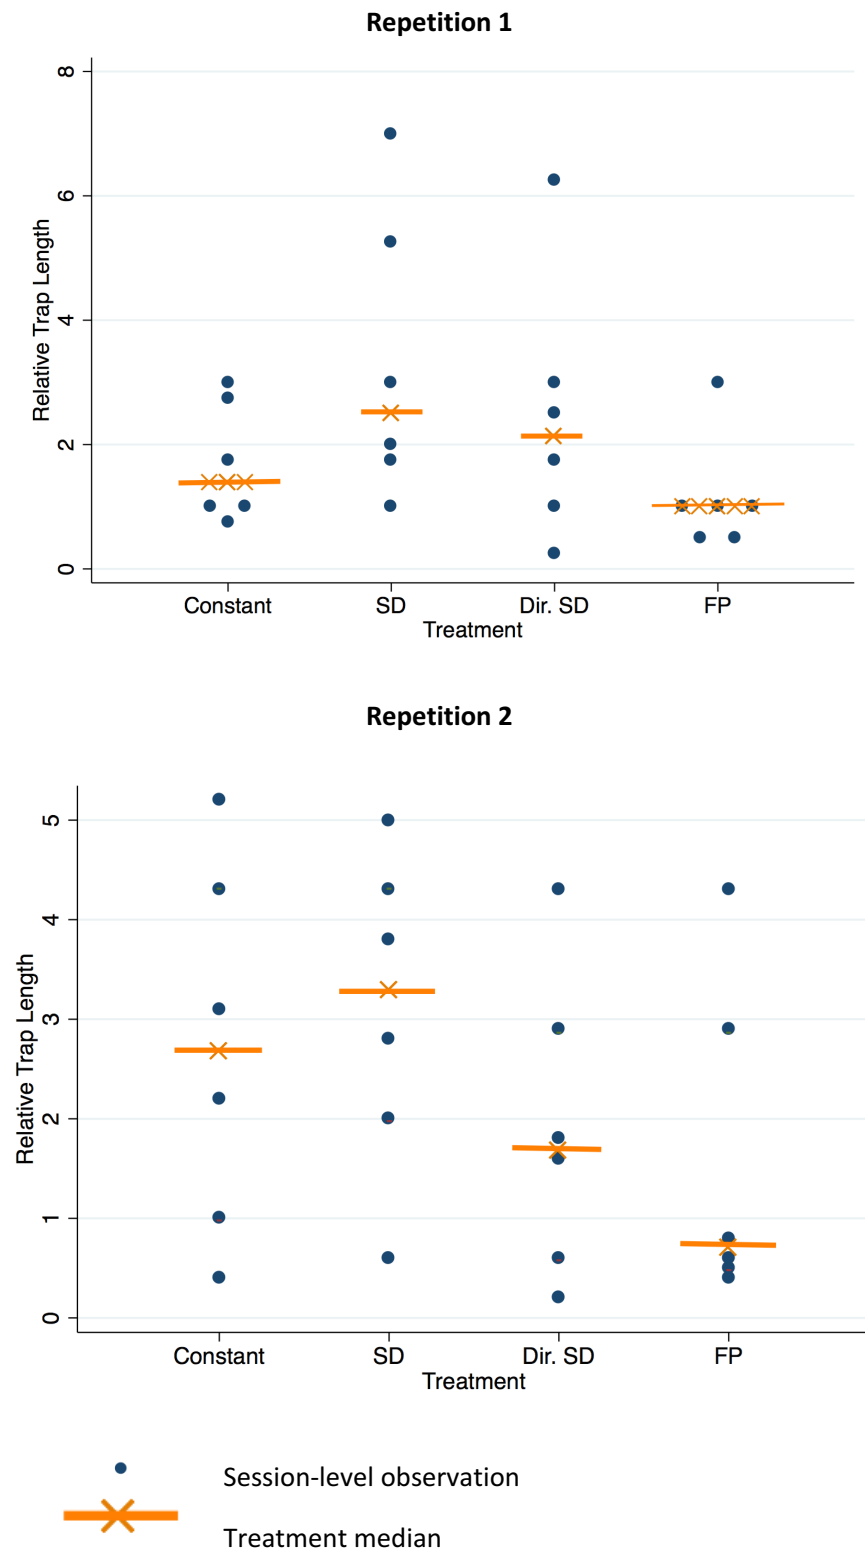 Repetition 1
8
6
4
2
0
Relative Trap Length
Constant SD Dir. SD FP
Treatment
Repetition 2
5
4
3
2
1
0
Relative Trap Length
Constant SD Dir. SD FP
Treatment
Session-level observation
Treatment median